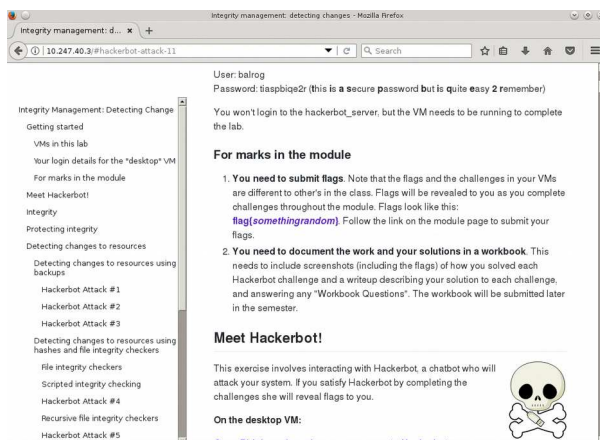 Integrity management: detecting changes - Mozilla Firefox
Integrity management: d...
10.247.40.3/#hackerbot-attack-11
Search
Integrity Management: Detecting Change
Getting started
VMs in this lab
Your login details for the "desktop" VM
For marks in the module
Meet Hackerbot!
Integrity
Protecting integrity
Detecting changes to resources
Detecting changes to resources using
backups
Hackerbot Attack #1
Hackerbot Attack #2
Hackerbot Attack #3
Detecting changes to resources using
hashes and file integrity checkers
File integrity checkers
Scripted integrity checking
Hackerbot Attack #4
Recursive file integrity checkers
Hackerbot Attack #5
User: balrog
Password: tiaspbiqe2r (this is a secure password but is quite easy 2 remember)
You won't login to the hackerbot_server, but the VM needs to be running to complete
the lab.
For marks in the module
1. You need to submit flags. Note that the flags and the challenges in your VMs
are different to other's in the class. Flags will be revealed to you as you complete
challenges throughout the module. Flags look like this:
flag{somethingrandom}. Follow the link on the module page to submit your
flags.
2. You need to document the work and your solutions in a workbook. This
needs to include screenshots (including the flags) of how you solved each
Hackerbot challenge and a writeup describing your solution to each challenge,
and answering any "Workbook Questions". The workbook will be submitted later
in the semester.
Meet Hackerbot!
This exercise involves interacting with Hackerbot, a chatbot who will
attack your system. If you satisfy Hackerbot by completing the
challenges she will reveal flags to you.
On the desktop VM: